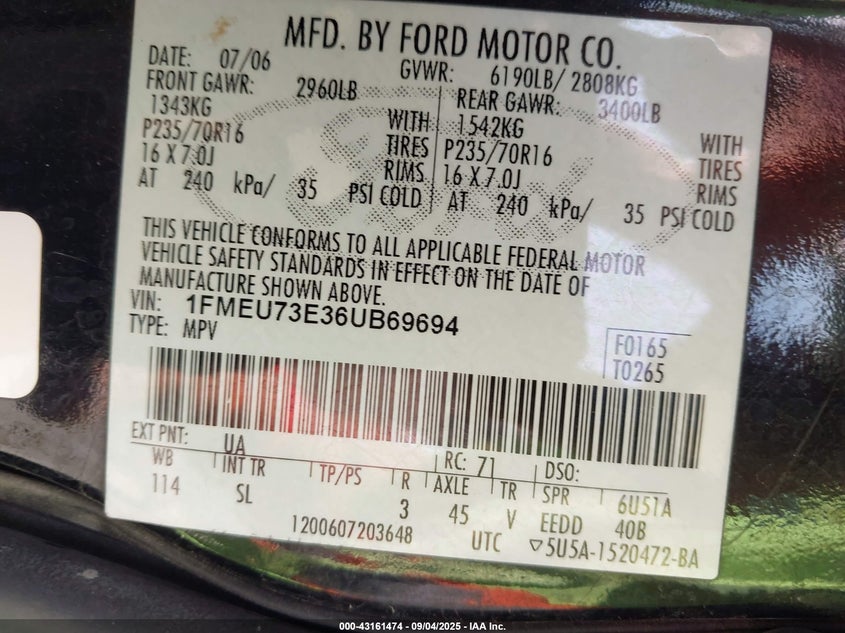 MFD. BY FORD MOTOR CO.
DATE: 07/06 GVWR: 6190LB/ 2808KG
FRONT GAWR: 2960LB REAR GAWR: 3400LB
1343KG WITH 1542KG WITH
P235/70R16 TIRES P235/70R16 TIRES
16 X 7.0J RIMS 16 X 7.0J RIMS
AT 240 kPa/ 35 PSI COLD AT 240 kPa/ 35 PSI COLD
THIS VEHICLE CONFORMS TO ALL APPLICABLE FEDERAL MOTOR
VEHICLE SAFETY STANDARDS IN EFFECT ON THE DATE OF
MANUFACTURE SHOWN ABOVE.
VIN: 1FMEU73E36UB69694
TYPE: MPV
F0165
T0265
EXT PNT: UA RC: 71 DSO:
WB INT TR TP/PS R AXLE TR SPR 6U51A
114 SL 3 45 V EEDD 40B
1200607203648 UTC ▽5U5A-1520472-BA
000-43161474 - 09/04/2025 - IAA Inc.